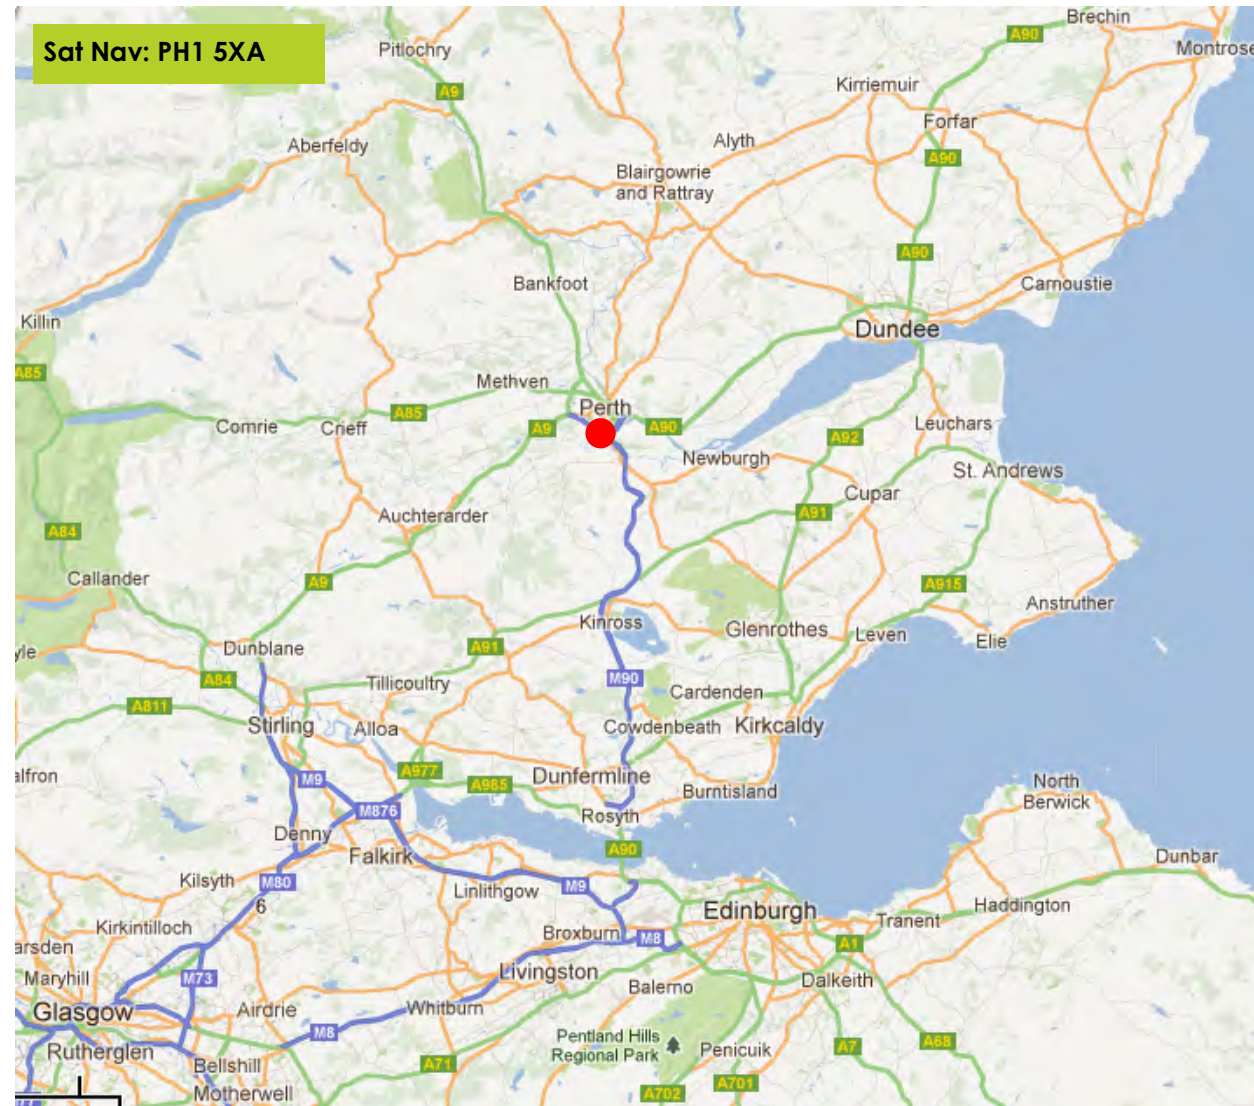 Sat Nav: PH1 5XA
Brechin
A90
Pitlochry
Montrose
A9
Kirriemuir
Forfar
Alyth
Aberfeldy
A90
Blairgowrie
and Rattray
A90
Bankfoot
Carnoustie
Killin
Dundee
A85
Methven
Perth
A85
Comrie
Crieff
A9
A90
A92
Leuchars
Newburgh
St. Andrews
Cupar
Auchterarder
A91
A84
Callander
A9
A915
Anstruther
Kinross
Glenrothes
Leven
Elie
Dunblane
A91
yle
A84
Tillicoultry
M90
Cardenden
A811
Stirling
Alloa
Cowdenbeath
Kirkcaldy
alfron
M9
A977
A985
Dunfermline
Burntisland
North
Berwick
M876
Rosyth
Denny
Falkirk
A90
Dunbar
Kilsyth
M80
Linlithgow
M9
6
Edinburgh
Haddington
Kirkintilloch
Tranent
Broxburn
M8
A1
arsden
Maryhill
M73
Livingston
Balerno
Dalkeith
Glasgow
Airdrie
Whitburn
M8
Pentland Hills
Regional Park
Penicuik
A7
A68
Rutherglen
Bellshill
A71
Motherwell
A702
A701